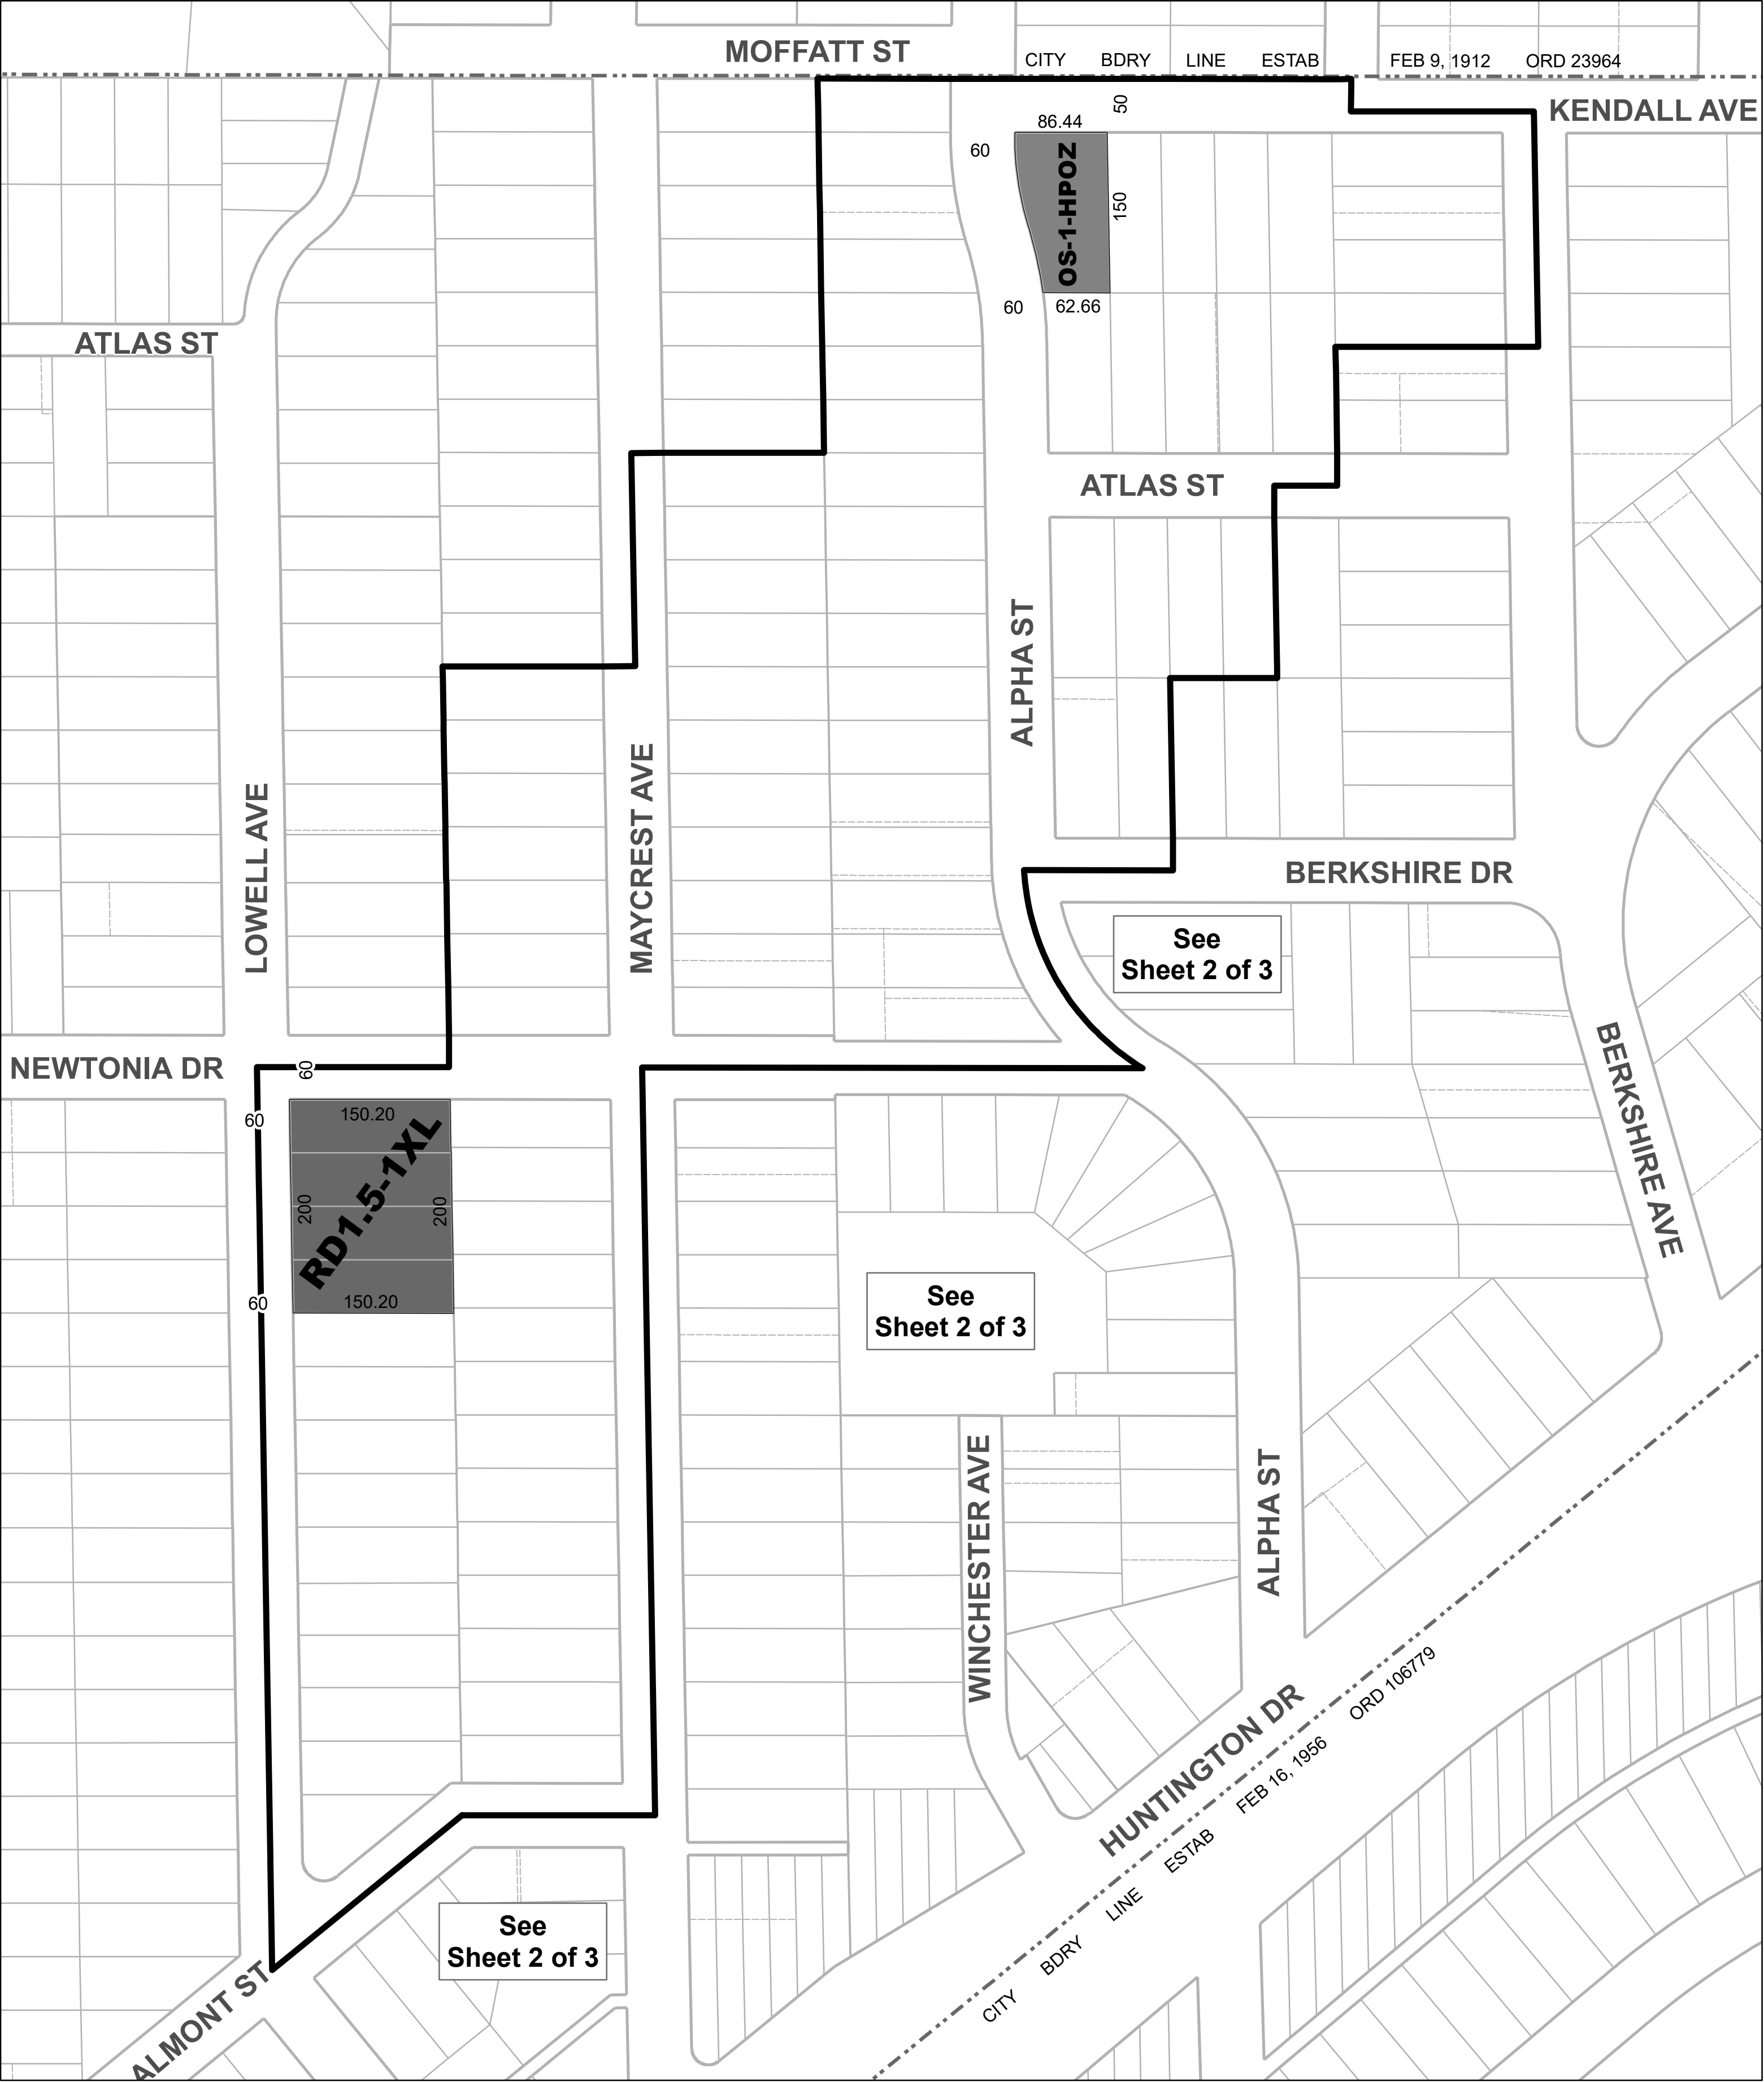 MOFFATT ST
CITY BDRY LINE ESTAB FEB 9, 1912 ORD 23964
KENDALL AVE
50
86.44
60
OS-1-HPOZ
150
60
62.66
ATLAS ST
ATLAS ST
ALPHA ST
LOWELL AVE
MAYCREST AVE
BERKSHIRE DR
See
Sheet 2 of 3
NEWTONIA DR
60
BERKSHIRE AVE
60
150.20
RD1.5-1XL
200
200
60
150.20
See
Sheet 2 of 3
WINCHESTER AVE
ALPHA ST
HUNTINGTON DR
CITY BDRY LINE ESTAB FEB 16, 1956 ORD 106779
See
Sheet 2 of 3
ALMONT ST